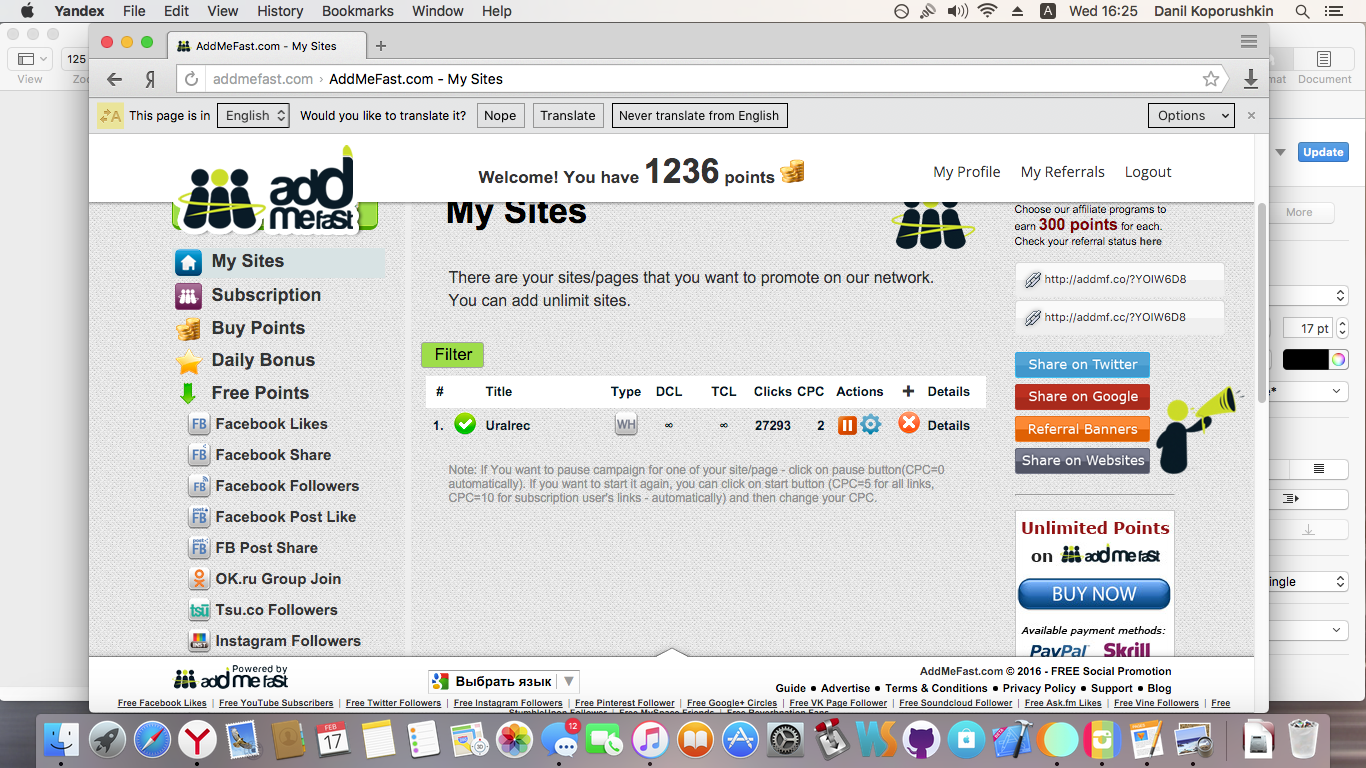 Yandex File Edit View History Bookmarks Window Help
A Wed 16:25 Danil Koporushkin
AddMeFast.com - My Sites
View
125
addmefast.com › AddMeFast.com - My Sites
Document
This page is in English Would you like to translate it? Nope Translate Never translate from English Options
Update
add me fast
Welcome! You have 1236 points
My Profile My Referrals Logout
My Sites
Choose our affiliate programs to
earn 300 points for each.
Check your referral status here
More
My Sites
Subscription
Buy Points
Daily Bonus
Free Points
Facebook Likes
Facebook Share
Facebook Followers
Facebook Post Like
FB Post Share
OK.ru Group Join
Tsu.co Followers
Instagram Followers
There are your sites/pages that you want to promote on our network.
You can add unlimit sites.
http://addmf.co/?YOIW6D8
http://addmf.cc/?YOIW6D8
17 pt
Filter
# Title Type DCL TCL Clicks CPC Actions + Details
1. Uralrec WH ∞ ∞ 27293 2 Details
Note: If You want to pause campaign for one of your site/page - click on pause button(CPC=0
automatically). If you want to start it again, you can click on start button (CPC=5 for all links,
CPC=10 for subscription user's links - automatically) and then change your CPC.
Share on Twitter
Share on Google
Referral Banners
Share on Websites
Unlimited Points
on add me fast
BUY NOW
Available payment methods:
PayPal Skrill
Powered by
add me fast
Выбрать язык
AddMeFast.com © 2016 - FREE Social Promotion
Guide • Advertise • Terms & Conditions • Privacy Policy • Support • Blog
Free Facebook Likes | Free YouTube Subscribers | Free Twitter Followers | Free Instagram Followers | Free Pinterest Follower | Free Google+ Circles | Free VK Page Follower | Free Soundcloud Follower | Free Ask.fm Likes | Free Vine Followers | Free
FEB
17
12